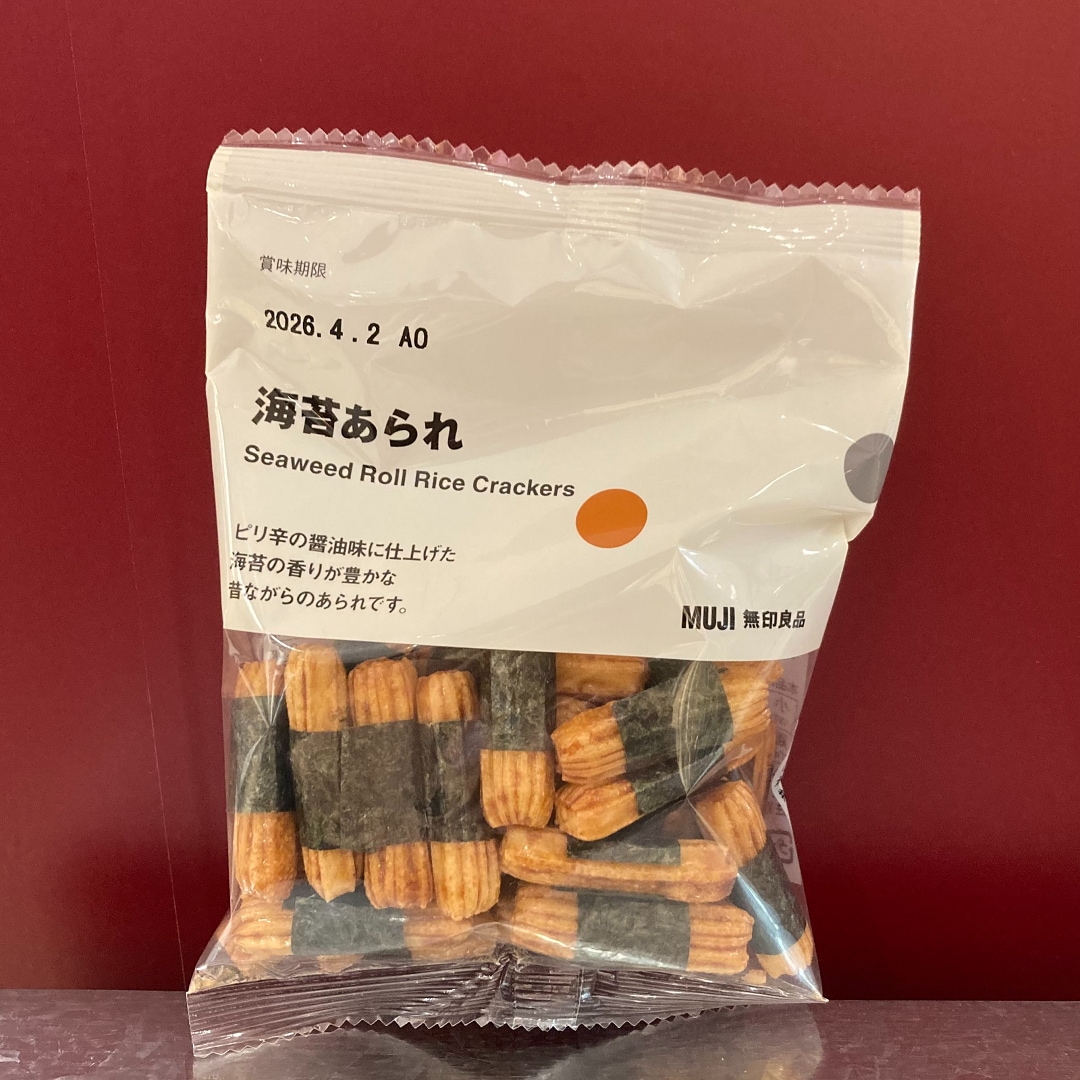 賞味期限
2026.4.2 A0
海苔あられ
Seaweed Roll Rice Crackers
ピリ辛の醤油味に仕上げた
海苔の香りが豊かな
昔ながらのあられです。
MUJI 無印良品